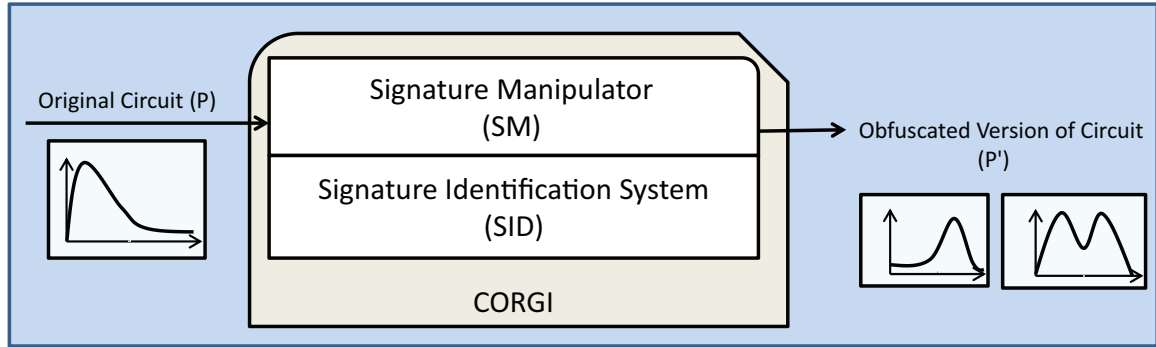 Original Circuit (P)
Signature Manipulator
(SM)
Signature Identification System
(SID)
CORGI
Obfuscated Version of Circuit
(P')